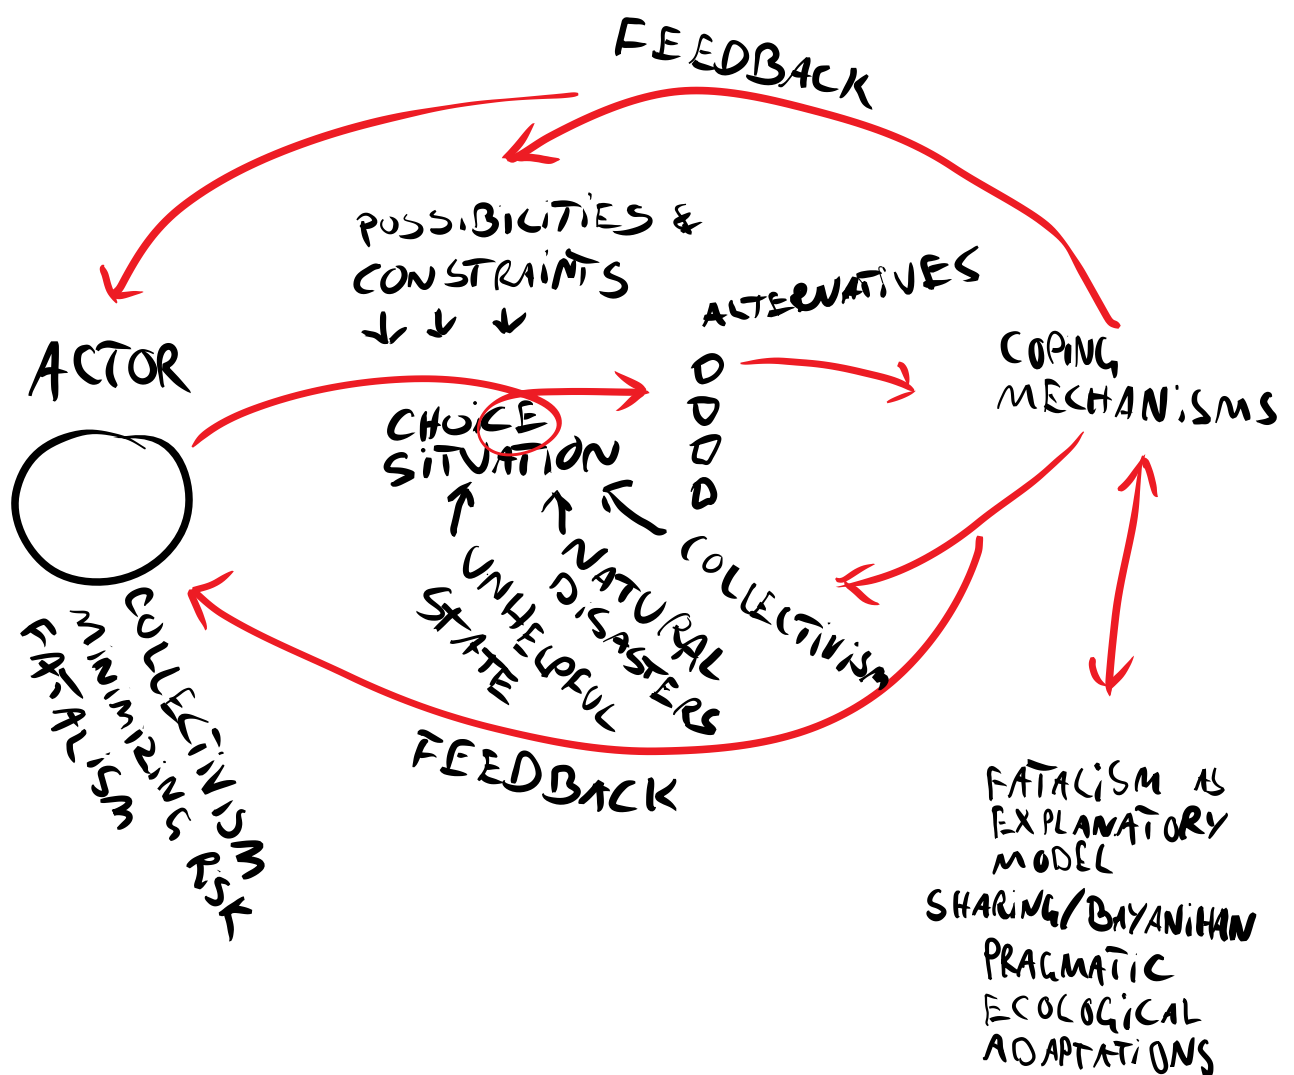 FEEDBACK
POSSIBILITIES &
CONSTRAINTS
ALTERNATIVES
ACTOR
COPING
MECHANISMS
CHOICE
SITUATION
UNHELPFUL
STATE
NATURAL
DISASTERS
COLLECTIVISM
COLLECTIVISM
MINIMIZING RISK
FATALISM
FEEDBACK
FATALISM AS
EXPLANATORY
MODEL
SHARING/BAYANIHAN
PRAGMATIC
ECOLOGICAL
ADAPTATIONS